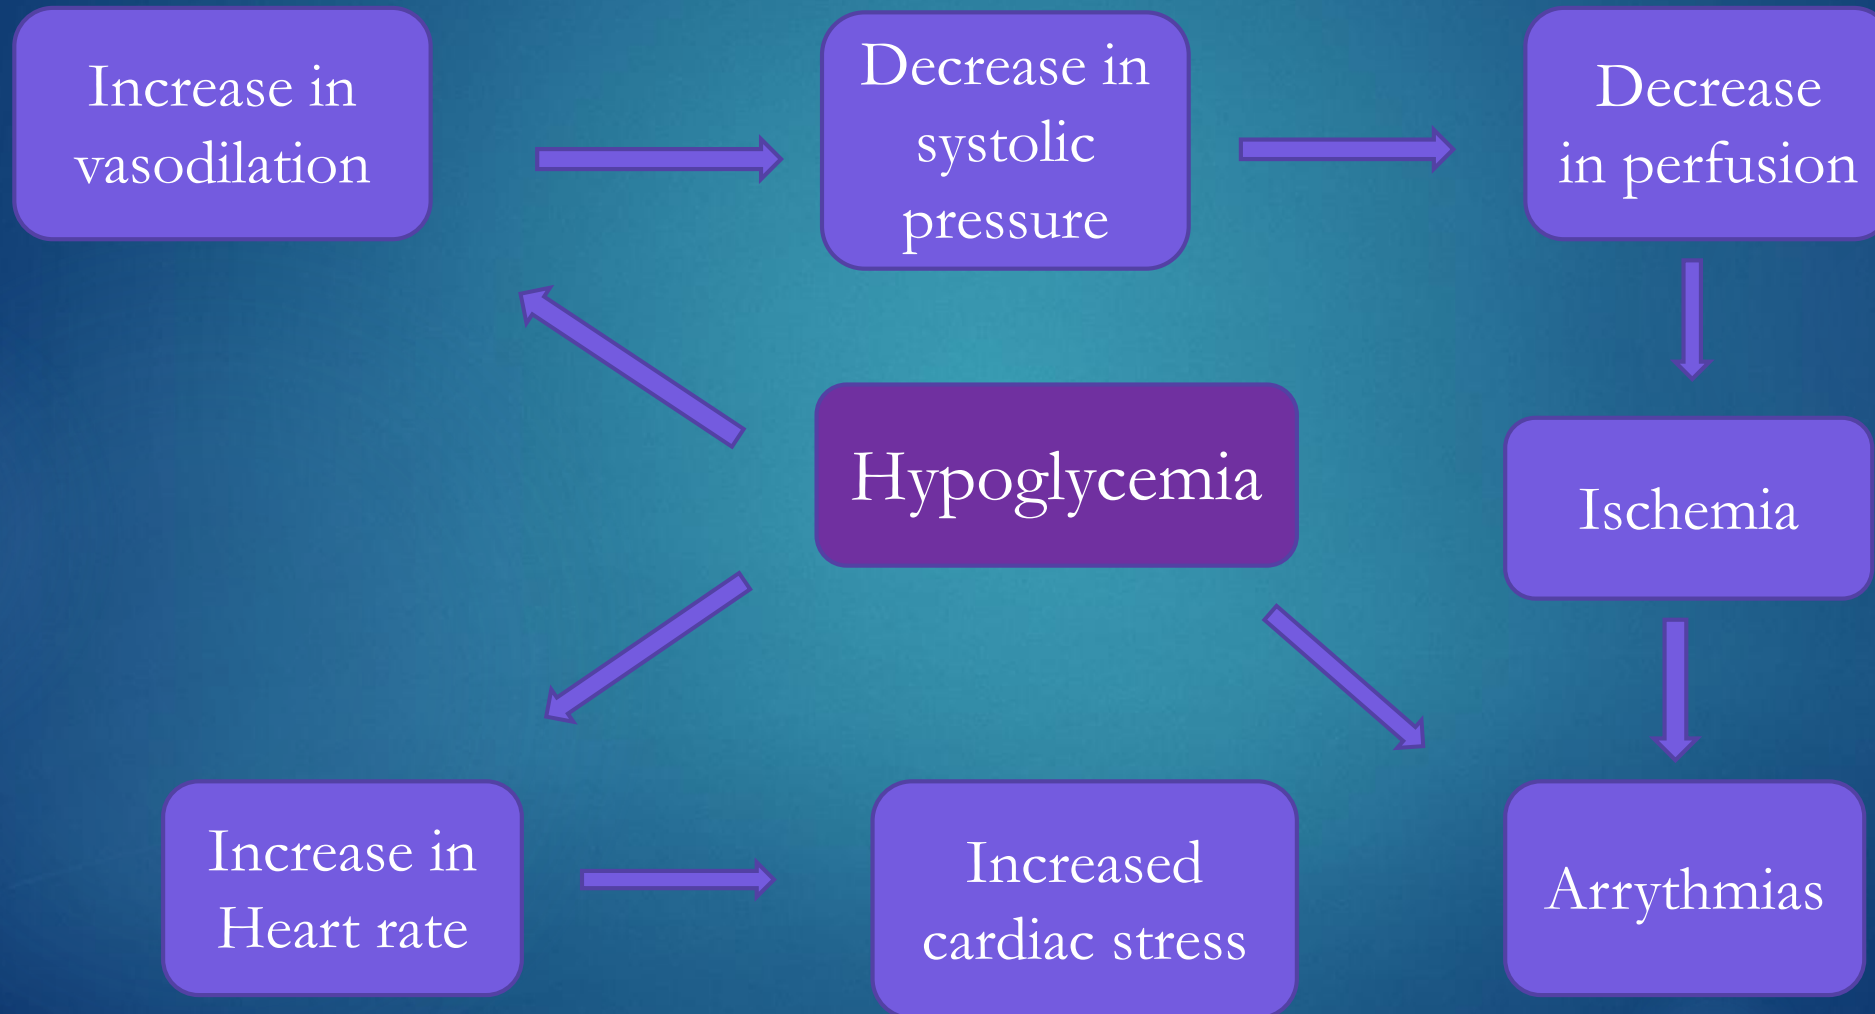 Increase in
vasodilation
Decrease in
systolic
pressure
Decrease
in perfusion
Hypoglycemia
Ischemia
Increase in
Heart rate
Increased
cardiac stress
Arrythmias